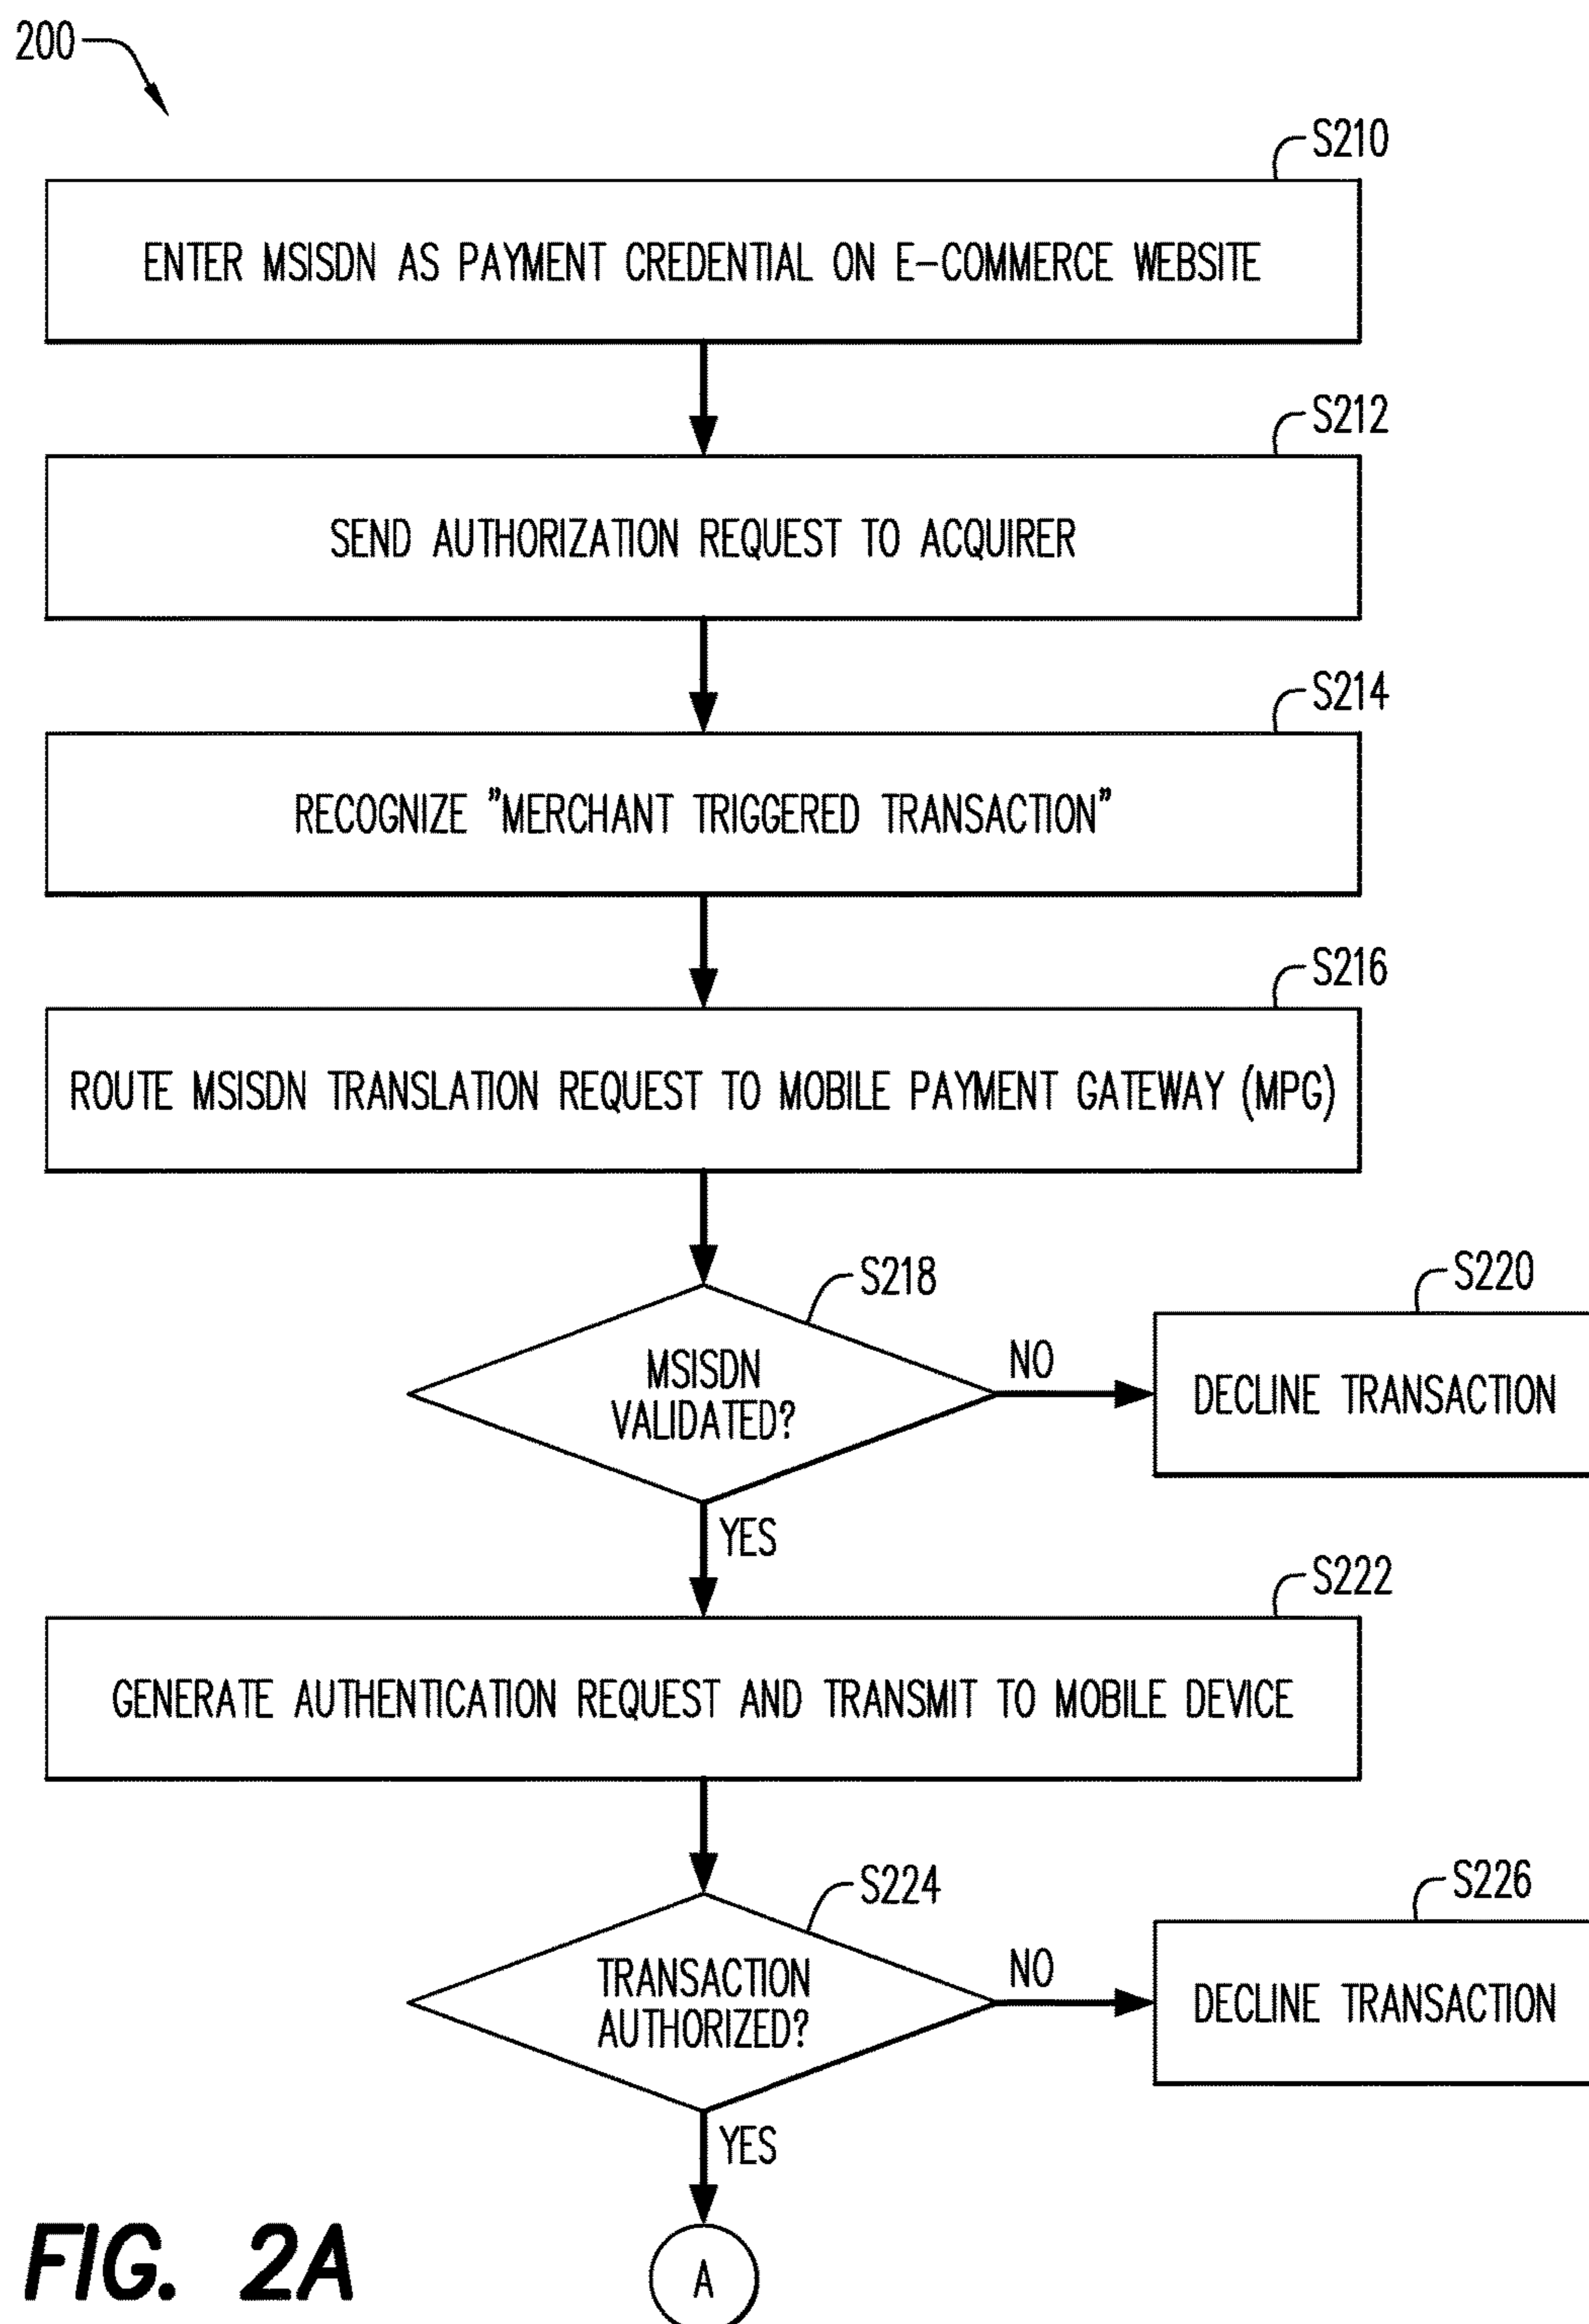 200
S210
ENTER MSISDN AS PAYMENT CREDENTIAL ON E-COMMERCE WEBSITE
S212
SEND AUTHORIZATION REQUEST TO ACQUIRER
S214
RECOGNIZE "MERCHANT TRIGGERED TRANSACTION"
S216
ROUTE MSISDN TRANSLATION REQUEST TO MOBILE PAYMENT GATEWAY (MPG)
S218
MSISDN
VALIDATED?
NO
S220
DECLINE TRANSACTION
YES
S222
GENERATE AUTHENTICATION REQUEST AND TRANSMIT TO MOBILE DEVICE
S224
TRANSACTION
AUTHORIZED?
NO
S226
DECLINE TRANSACTION
YES
A
FIG. 2A